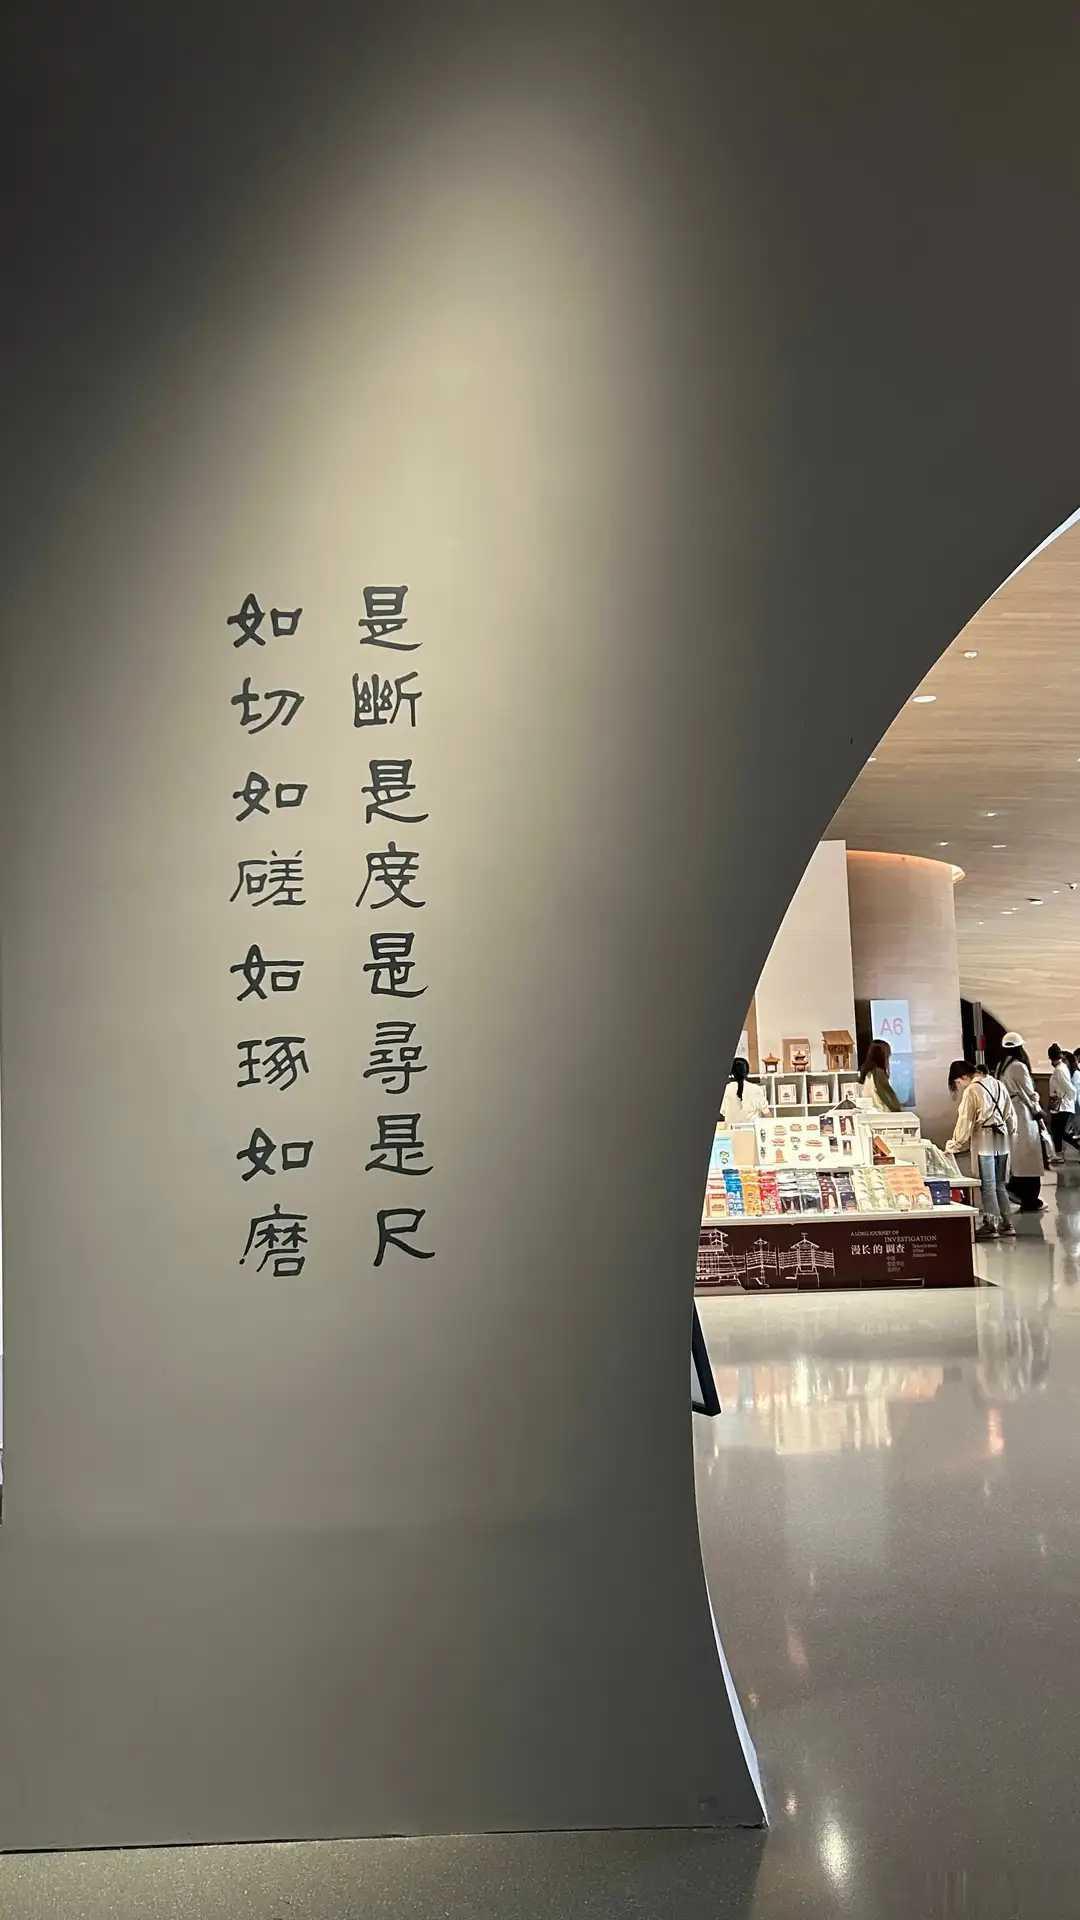 是斷是度是尋是尺
如切如磋如琢如磨
A6
A LONG JOURNEY OF
INVESTIGATION
漫长的调查